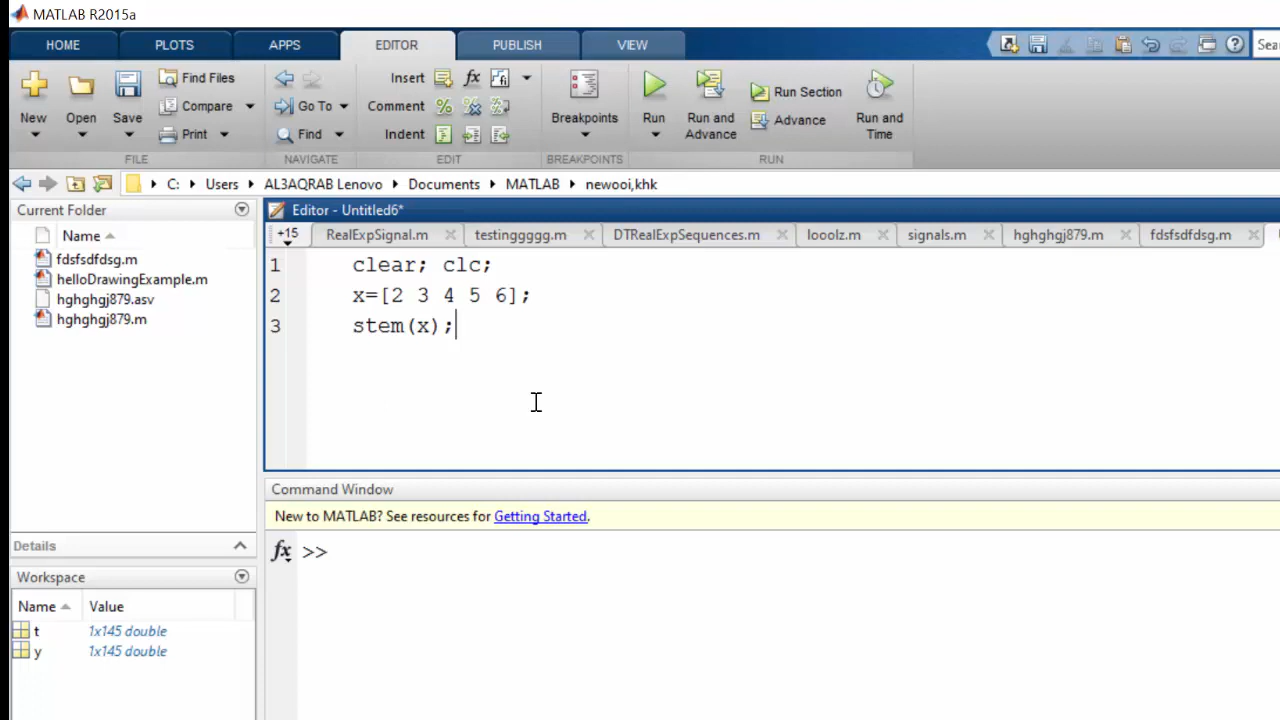 MATLAB R2015a
HOME PLOTS APPS EDITOR PUBLISH VIEW
New Open Save Find Files Compare Print
FILE
Go To Find
NAVIGATE
Insert fx
Comment %
Indent
EDIT
Breakpoints
BREAKPOINTS
Run Run and Advance Run Section Advance Run and Time
RUN
C: Users AL3AQRAB Lenovo Documents MATLAB newooi,khk
Current Folder
Name
fdsfsdfdsg.m
helloDrawingExample.m
hghghgj879.asv
hghghgj879.m
Details
Workspace
Name Value
t 1x145 double
y 1x145 double
Editor - Untitled6*
+15 RealExpSignal.m testinggggg.m DTRealExpSequences.m looolz.m signals.m hghghgj879.m fdsfsdfdsg.m
1 clear; clc;
2 x=[2 3 4 5 6];
3 stem(x);
Command Window
New to MATLAB? See resources for Getting Started.
fx >>